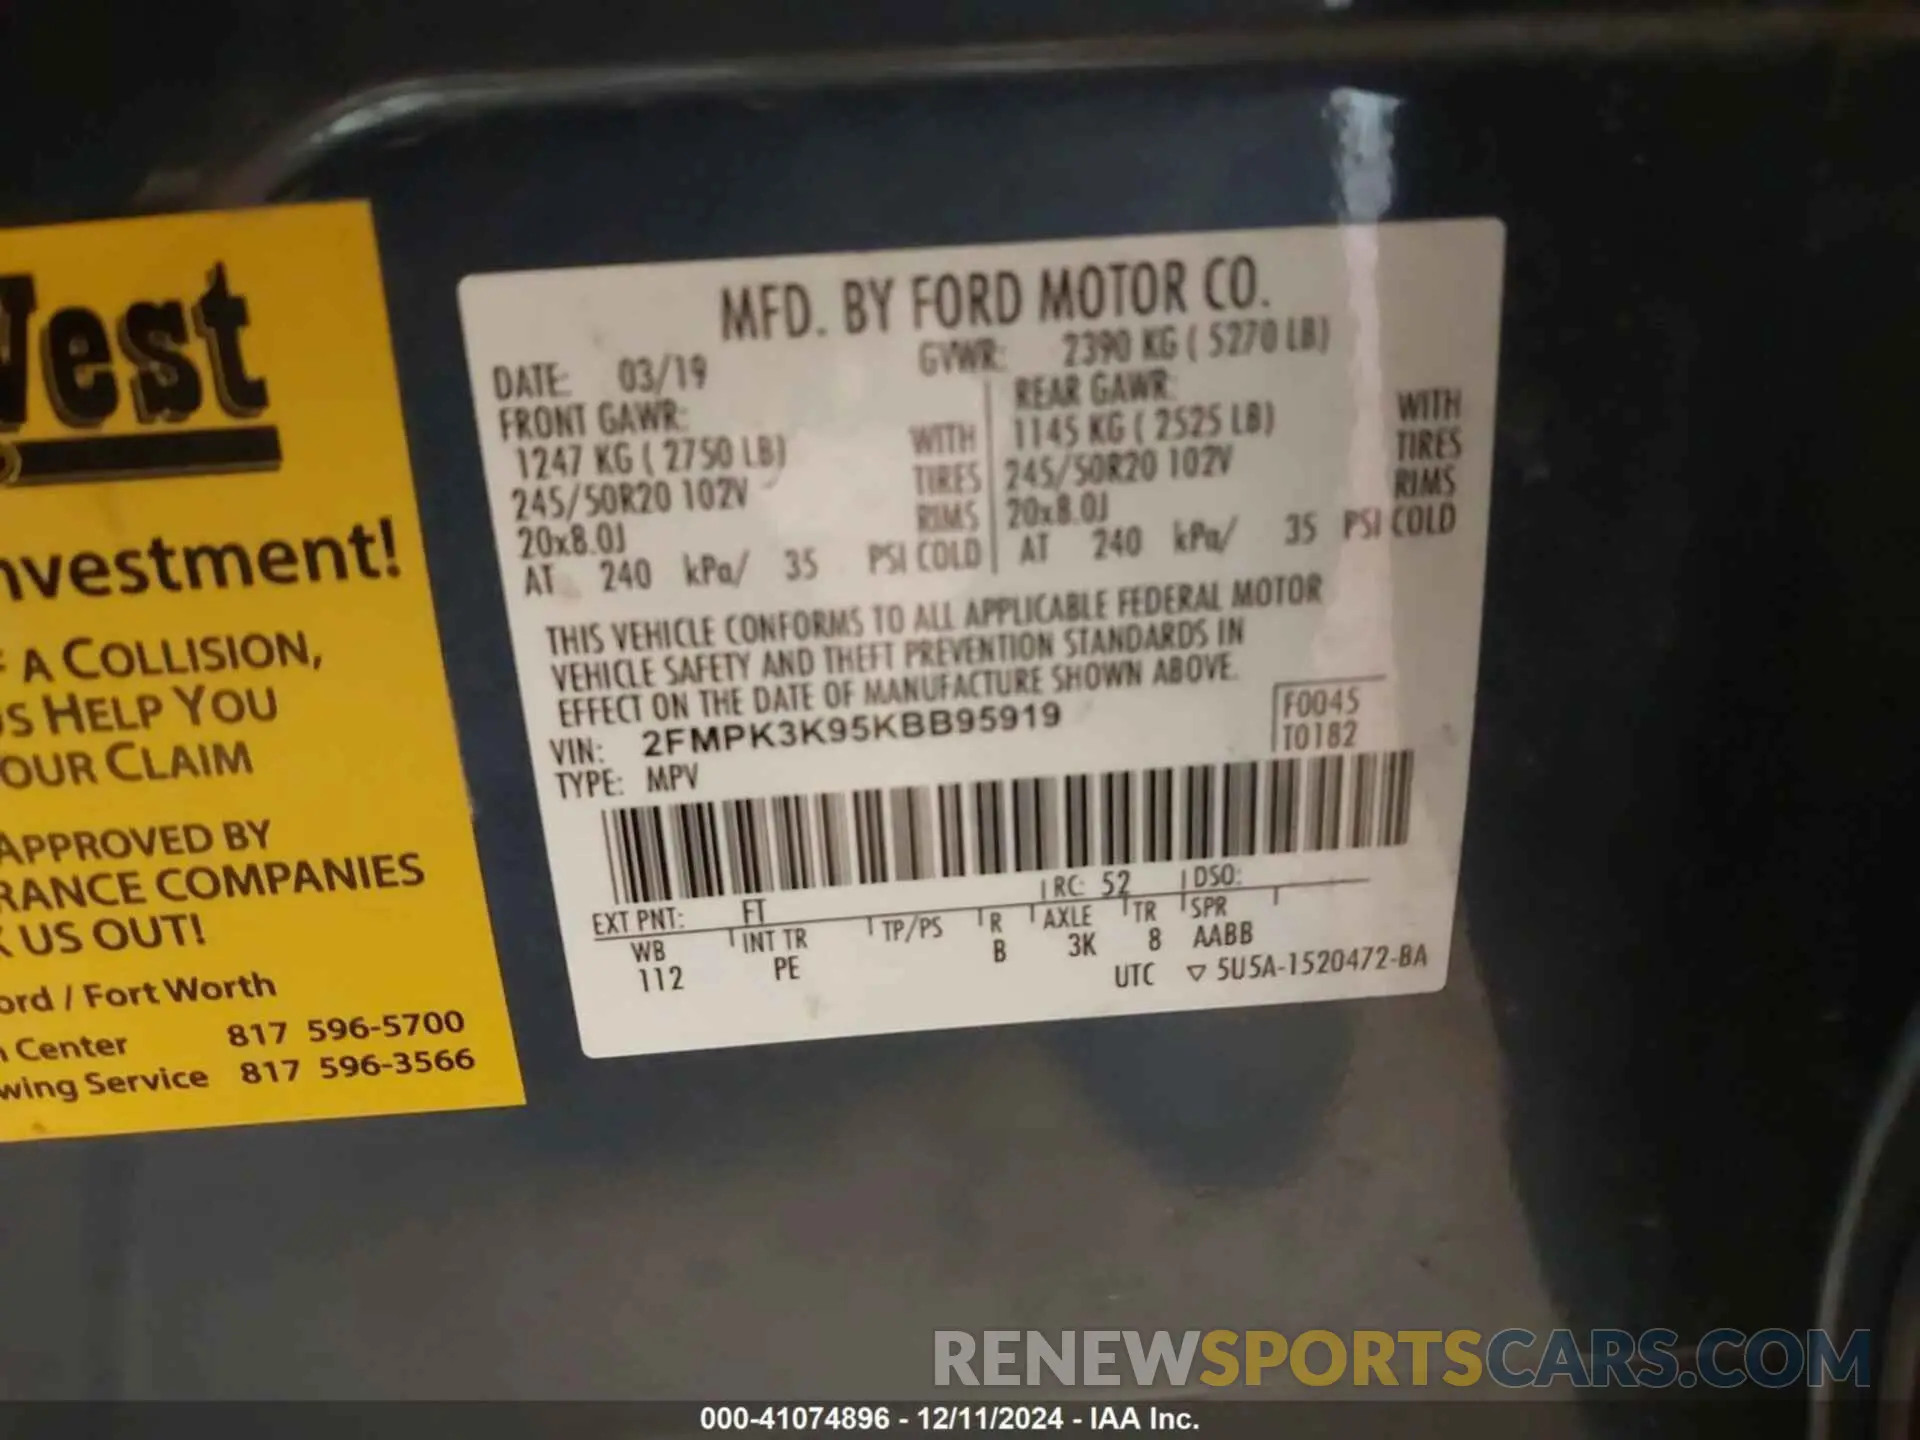 West
nvestment!
F A COLLISION,
US HELP YOU
OUR CLAIM
APPROVED BY
RANCE COMPANIES
K US OUT!
ord / Fort Worth
n Center 817 596-5700
wing Service 817 596-3566
MFD. BY FORD MOTOR CO.
DATE: 03/19 GVWR: 2390 KG ( 5270 LB)
FRONT GAWR: REAR GAWR:
1247 KG ( 2750 LB) WITH 1145 KG ( 2525 LB) WITH
245/50R20 102V TIRES 245/50R20 102V TIRES
20x8.0J RIMS 20x8.0J RIMS
AT 240 kPa/ 35 PSI COLD AT 240 kPa/ 35 PSI COLD
THIS VEHICLE CONFORMS TO ALL APPLICABLE FEDERAL MOTOR
VEHICLE SAFETY AND THEFT PREVENTION STANDARDS IN
EFFECT ON THE DATE OF MANUFACTURE SHOWN ABOVE.
VIN: 2FMPK3K95KBB95919 F0045
TYPE: MPV T0182
EXT PNT: FT RC: 52 DSO:
WB INT TR TP/PS R AXLE TR SPR
112 PE B 3K 8 AABB
UTC ▽ 5U5A-1520472-BA
RENEWSPORTSCARS.COM
000-41074896 - 12/11/2024 - IAA Inc.